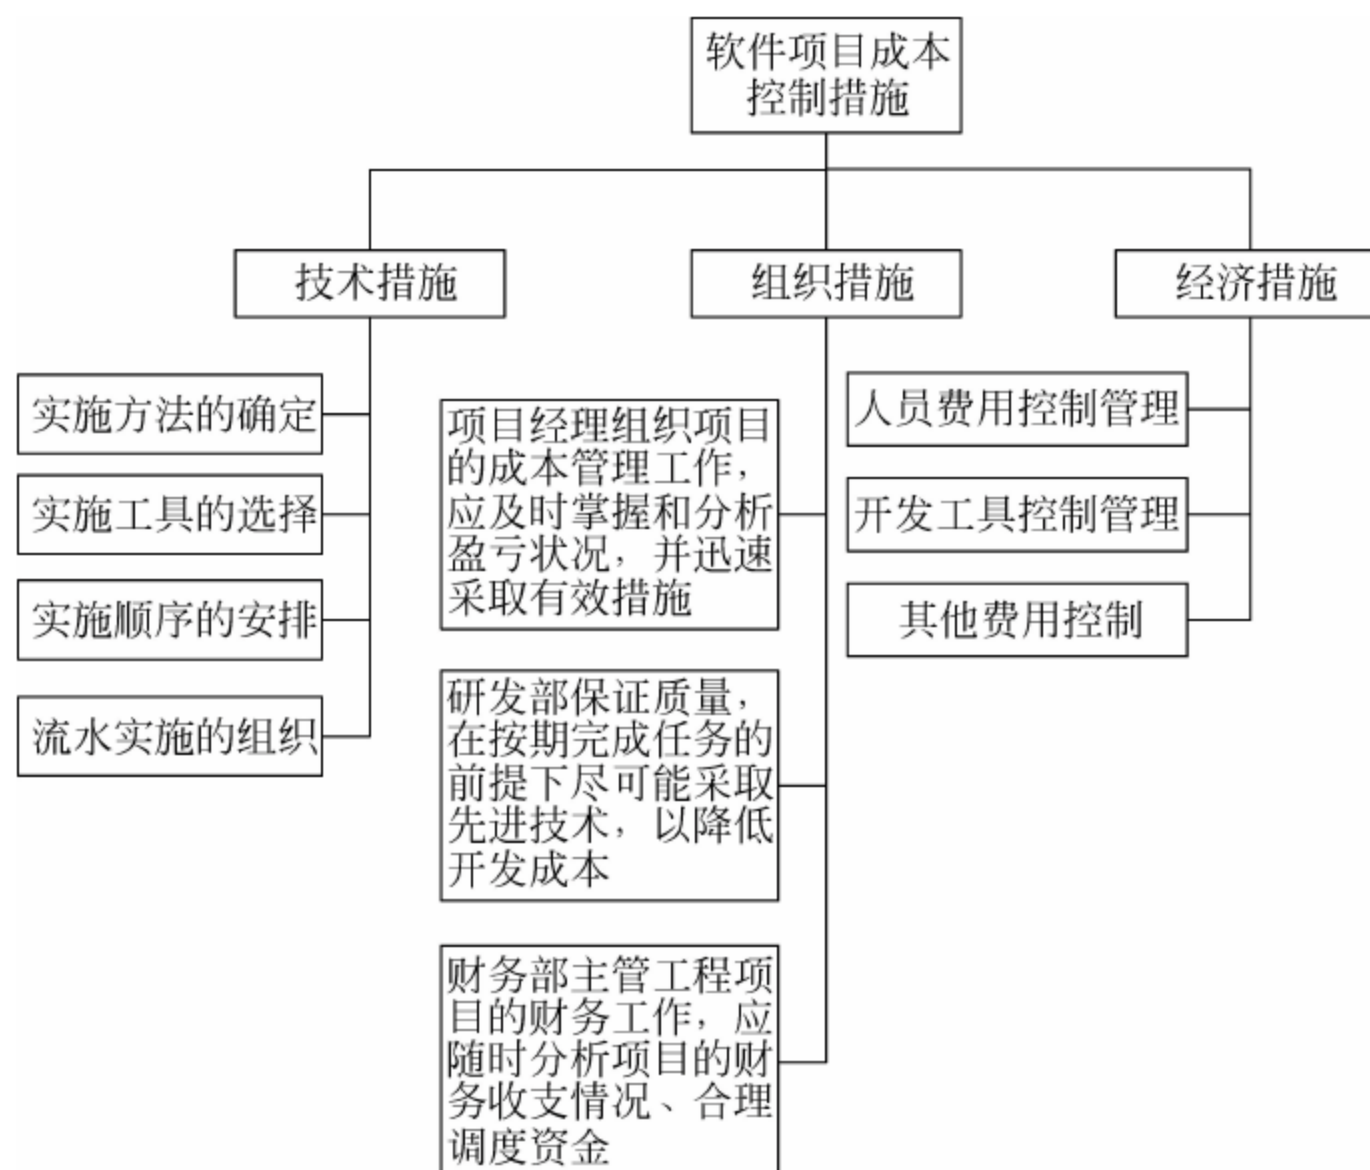 软件项目成本
控制措施
技术措施
组织措施
经济措施
实施方法的确定
实施工具的选择
实施顺序的安排
流水实施的组织
项目经理组织项目
的成本管理工作，
应及时掌握和分析
盈亏状况，并迅速
采取有效措施
研发部保证质量，
在按期完成任务的
前提下尽可能采取
先进技术，以降低
开发成本
财务部主管工程项
目的财务工作，应
随时分析项目的财
务收支情况、合理
调度资金
人员费用控制管理
开发工具控制管理
其他费用控制